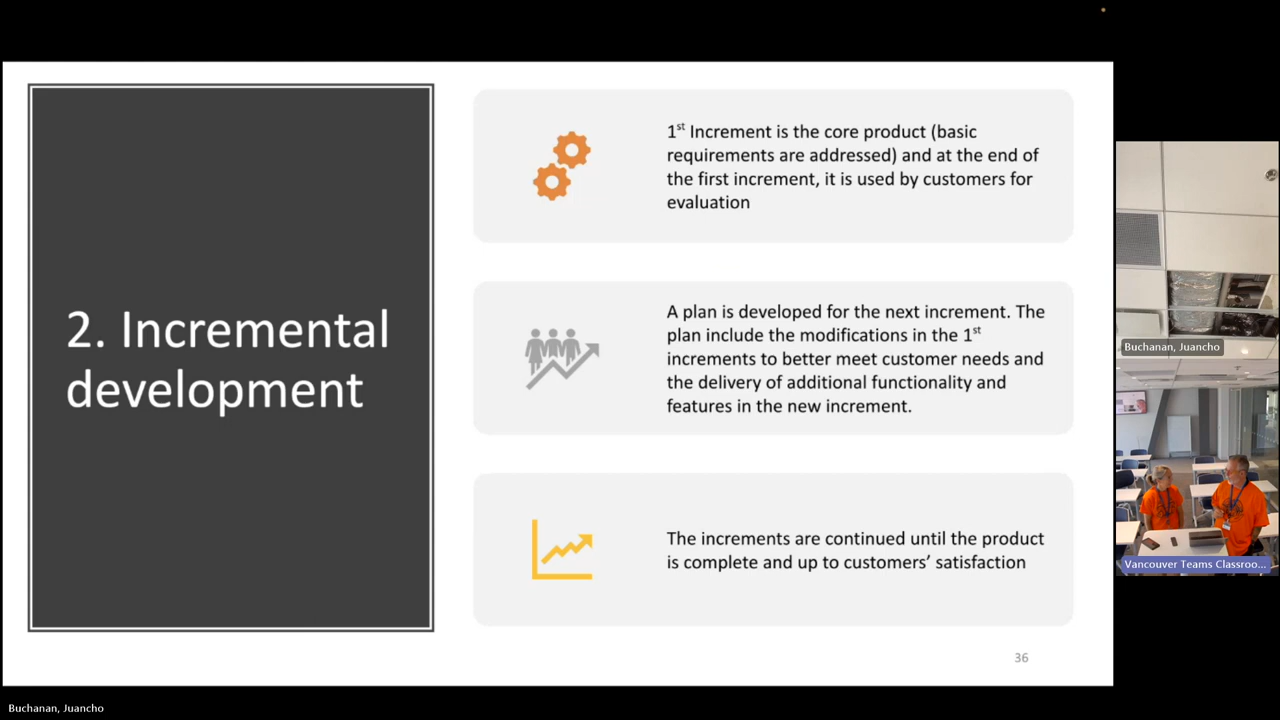 2. Incremental
development
1st Increment is the core product (basic
requirements are addressed) and at the end of
the first increment, it is used by customers for
evaluation
A plan is developed for the next increment. The
plan include the modifications in the 1st
increments to better meet customer needs and
the delivery of additional functionality and
features in the new increment.
The increments are continued until the product
is complete and up to customers’ satisfaction
36
Buchanan, Juancho
Vancouver Teams Classroo...
Buchanan, Juancho